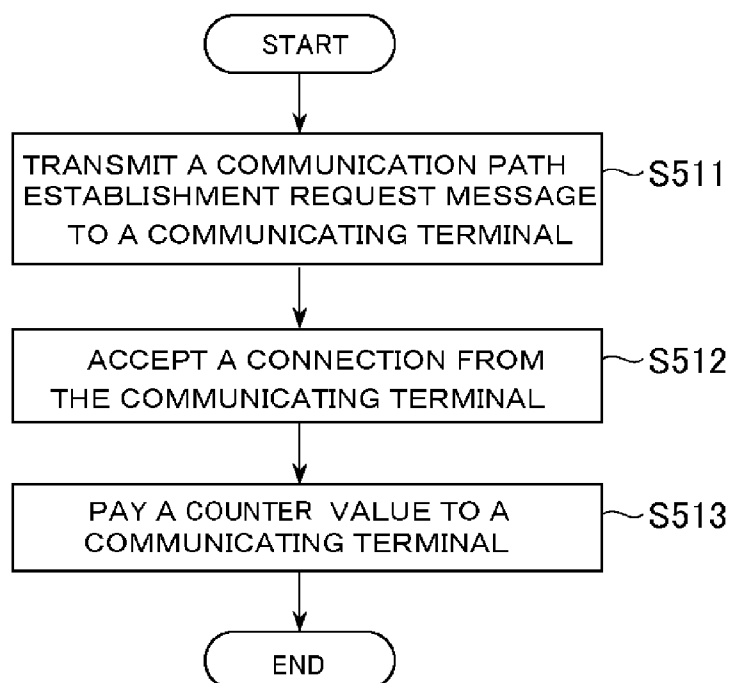 START
TRANSMIT A COMMUNICATION PATH
ESTABLISHMENT REQUEST MESSAGE
TO A COMMUNICATING TERMINAL
S511
ACCEPT A CONNECTION FROM
THE COMMUNICATING TERMINAL
S512
PAY A COUNTER VALUE TO A
COMMUNICATING TERMINAL
S513
END